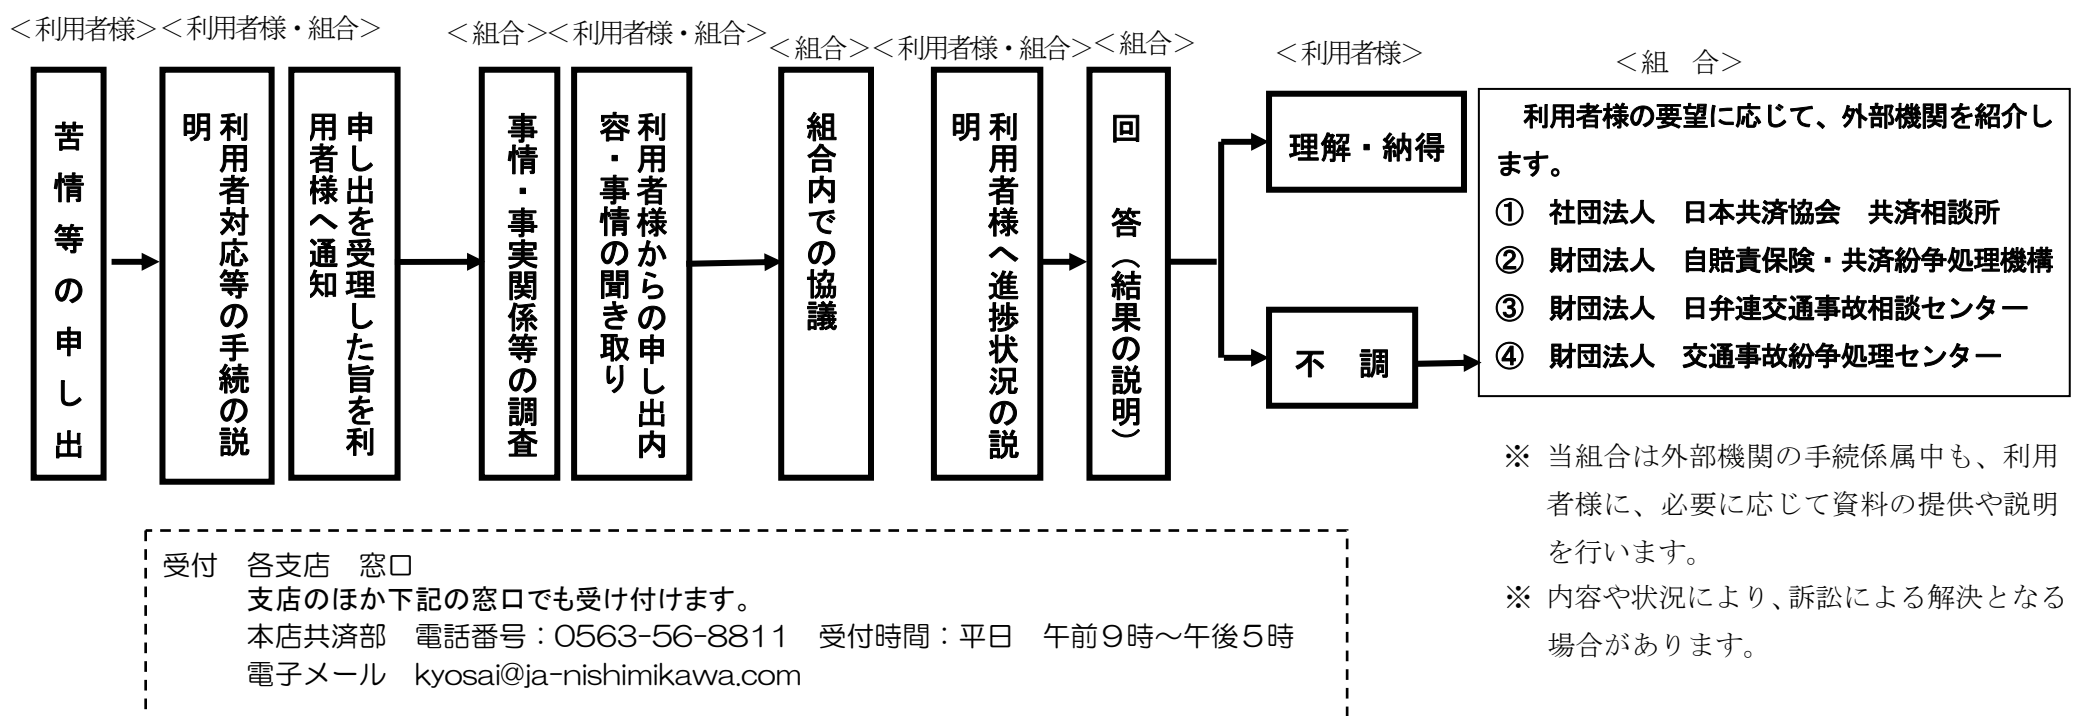 ＜利用者様＞＜利用者様・組合＞
＜組合＞＜利用者様・組合＞
＜組合＞＜利用者様・組合＞＜組合＞
＜利用者様＞
＜組　合＞
苦情等の申し出
利用者対応等の手続の説
明
申し出を受理した旨を利
用者様へ通知
事情・事実関係等の調査
利用者様からの申し出内
容・事情の聞き取り
組合内での協議
利用者様へ進捗状況の説
明
回　答（結果の説明）
理解・納得
不　調
利用者様の要望に応じて、外部機関を紹介し
ます。
①　社団法人　日本共済協会　共済相談所
②　財団法人　自賠責保険・共済紛争処理機構
③　財団法人　日弁連交通事故相談センター
④　財団法人　交通事故紛争処理センター
※ 当組合は外部機関の手続係属中も、利用
者様に、必要に応じて資料の提供や説明
を行います。
※ 内容や状況により、訴訟による解決となる
場合があります。
受付　各支店　窓口
支店のほか下記の窓口でも受け付けます。
本店共済部　電話番号：0563-56-8811　受付時間：平日　午前９時～午後５時
電子メール　kyosai@ja-nishimikawa.com